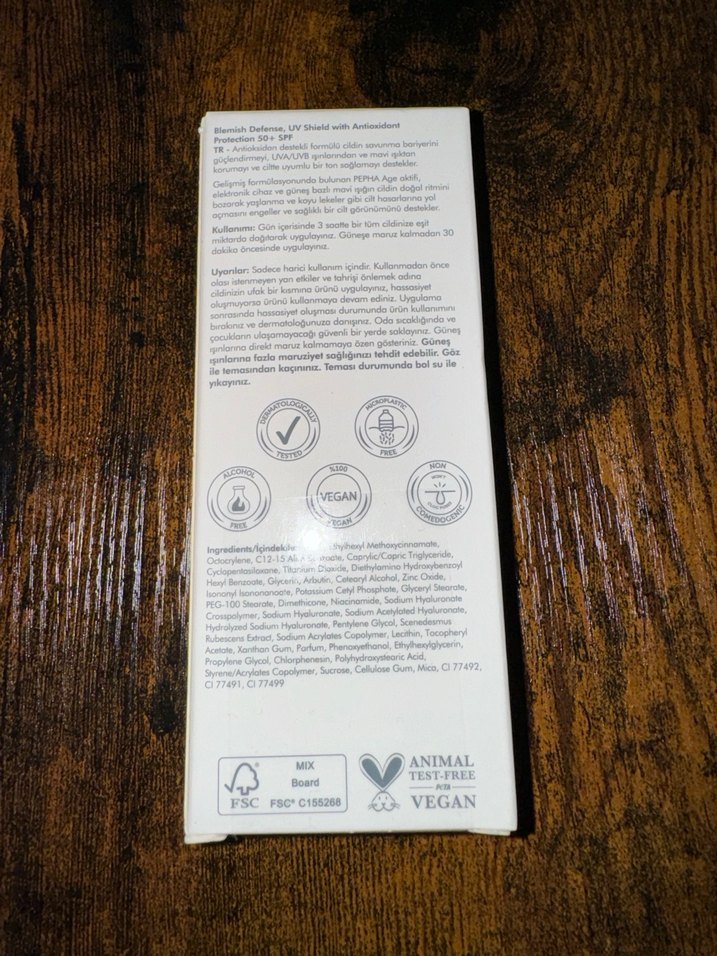 Blemish Defense, UV Shield with Antioxidant
Protection 50+ SPF
TR - Antioksidan destekli formülü cildin savunma bariyerini
güçlendirmeyi, UVA/UVB ışınlarından ve mavi ışıktan
korumayı ve ciltte uyumlu bir ton sağlamayı destekler.
Gelişmiş formülasyonunda bulunan PEPHA Age aktifi,
elektronik cihaz ve güneş bazlı mavi ışığın cildin doğal ritmini
bozarak yaşlanma ve koyu lekeler gibi cilt hasarlarına yol
açmasını engeller ve sağlıklı bir cilt görünümünü destekler.
Kullanımı: Gün içerisinde 3 saatte bir tüm cildinize eşit
miktarda dağıtarak uygulayınız. Güneşe maruz kalmadan 30
dakika öncesinde uygulayınız.
Uyarılar: Sadece harici kullanım içindir. Kullanmadan önce
olası istenmeyen yan etkiler ve tahrişi önlemek adına
cildinizin ufak bir kısmına ürünü uygulayınız, hassasiyet
oluşmuyorsa ürünü kullanmaya devam ediniz. Uygulama
sonrasında hassasiyet oluşması durumunda ürün kullanımını
bırakınız ve dermatoloğunuza danışınız. Oda sıcaklığında ve
çocukların ulaşamayacağı güvenli bir yerde saklayınız. Güneş
ışınlarına direkt maruz kalmamaya özen gösteriniz. Güneş
ışınlarına fazla maruziyet sağlığınızı tehdit edebilir. Göz
ile temasından kaçınınız. Teması durumunda bol su ile
yıkayınız.
DERMATOLOGICALLY
TESTED
MICROPLASTIC
FREE
ALCOHOL
FREE
%100
VEGAN
VEGAN
NON
WON'T
CLOG PORES
COMEDOGENIC
Ingredients/İçindekiler: Methoxycinnamate,
Octocrylene, C12-15 Alkyl Benzoate, Caprylic/Capric Triglyceride,
Cyclopentasiloxane, Titanium Dioxide, Diethylamino Hydroxybenzoyl
Hexyl Benzoate, Glycerin, Arbutin, Cetearyl Alcohol, Zinc Oxide,
Isononyl Isononanoate, Potassium Cetyl Phosphate, Glyceryl Stearate,
PEG-100 Stearate, Dimethicone, Niacinamide, Sodium Hyaluronate
Crosspolymer, Sodium Hyaluronate, Sodium Acetylated Hyaluronate,
Hydrolyzed Sodium Hyaluronate, Pentylene Glycol, Scenedesmus
Rubescens Extract, Sodium Acrylates Copolymer, Lecithin, Tocopheryl
Acetate, Xanthan Gum, Parfum, Phenoxyethanol, Ethylhexylglycerin,
Propylene Glycol, Chlorphenesin, Polyhydroxystearic Acid,
Styrene/Acrylates Copolymer, Sucrose, Cellulose Gum, Mica, CI 77492,
CI 77491, CI 77499
FSC
MIX
Board
FSC® C155268
ANIMAL
TEST-FREE
PETA
VEGAN